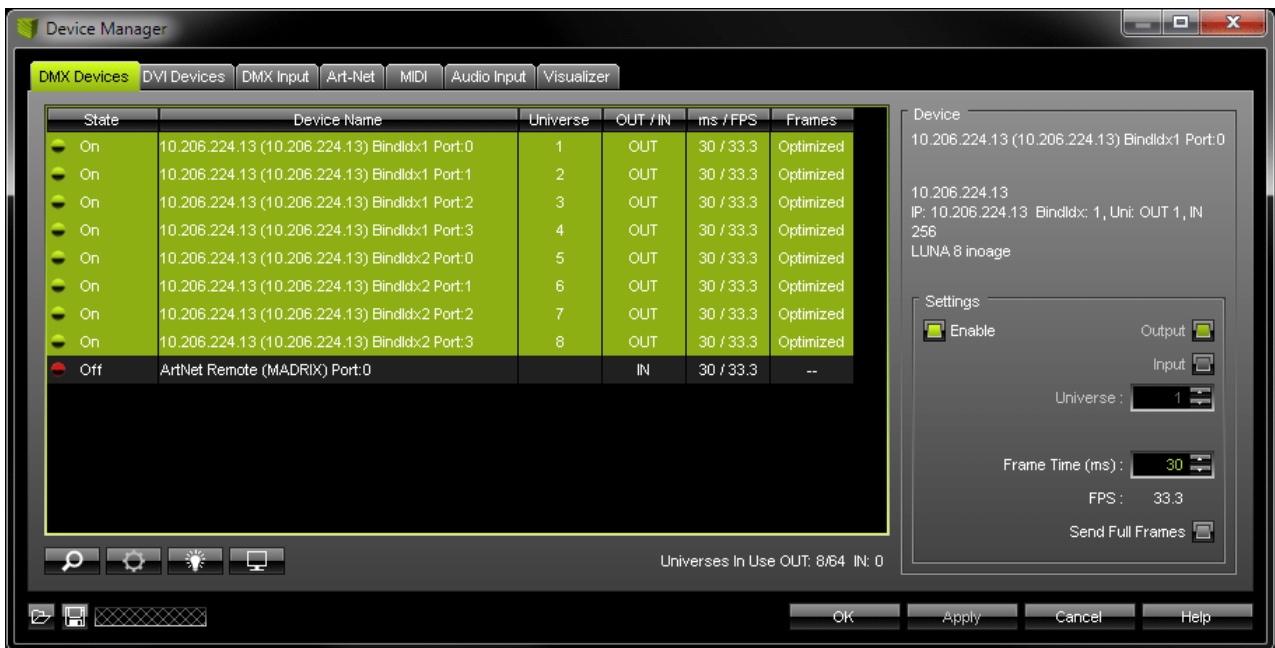 Device Manager
DMX Devices DVI Devices DMX Input Art-Net MIDI Audio Input Visualizer
State Device Name Universe OUT / IN ms / FPS Frames
On 10.206.224.13 (10.206.224.13) BindIdx1 Port:0 1 OUT 30 / 33.3 Optimized
On 10.206.224.13 (10.206.224.13) BindIdx1 Port:1 2 OUT 30 / 33.3 Optimized
On 10.206.224.13 (10.206.224.13) BindIdx1 Port:2 3 OUT 30 / 33.3 Optimized
On 10.206.224.13 (10.206.224.13) BindIdx1 Port:3 4 OUT 30 / 33.3 Optimized
On 10.206.224.13 (10.206.224.13) BindIdx2 Port:0 5 OUT 30 / 33.3 Optimized
On 10.206.224.13 (10.206.224.13) BindIdx2 Port:1 6 OUT 30 / 33.3 Optimized
On 10.206.224.13 (10.206.224.13) BindIdx2 Port:2 7 OUT 30 / 33.3 Optimized
On 10.206.224.13 (10.206.224.13) BindIdx2 Port:3 8 OUT 30 / 33.3 Optimized
Off ArtNet Remote (MADRIX) Port:0 IN 30 / 33.3 --
Universes In Use OUT: 8/64 IN: 0
Device
10.206.224.13 (10.206.224.13) BindIdx1 Port:0
10.206.224.13
IP: 10.206.224.13 BindIdx: 1, Uni: OUT 1, IN
256
LUNA 8 inoage
Settings
Enable Output
Input
Universe : 1
Frame Time (ms) : 30
FPS : 33.3
Send Full Frames
OK Apply Cancel Help